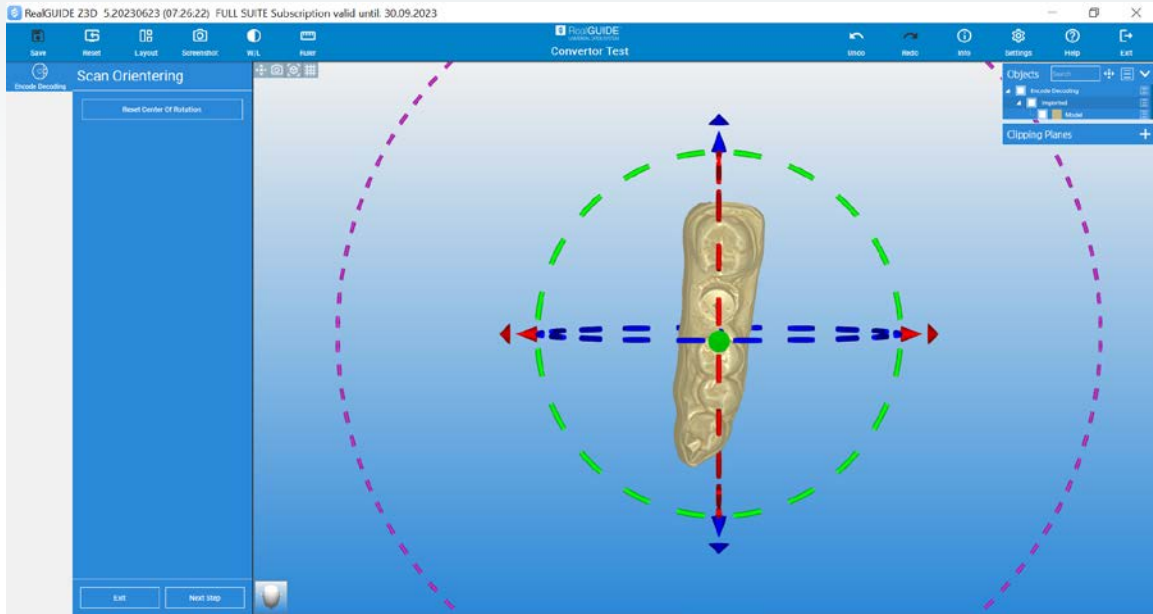 RealGUIDE Z3D 5.20230623 (07:26:22) FULL SUITE Subscription valid until: 30.09.2023
Save
Reset
Layout
Screenshot
W/L
Ruler
RealGUIDE
Convertor Test
Undo
Redo
Info
Settings
Help
Exit
Encode Decoding
Scan Orientering
Reset Center Of Rotation
Objects
Search
Encode Decoding
Imported
Model
Clipping Planes
Exit
Next Step